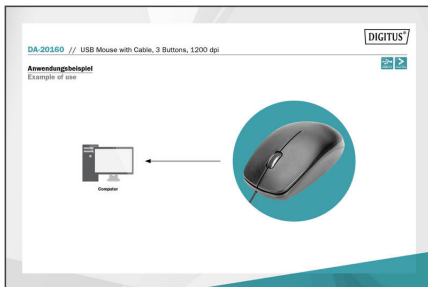 DIGITUS®
DA-20160 // USB Mouse with Cable, 3 Buttons, 1200 dpi
Anwendungsbeispiel
Example of use
Computer